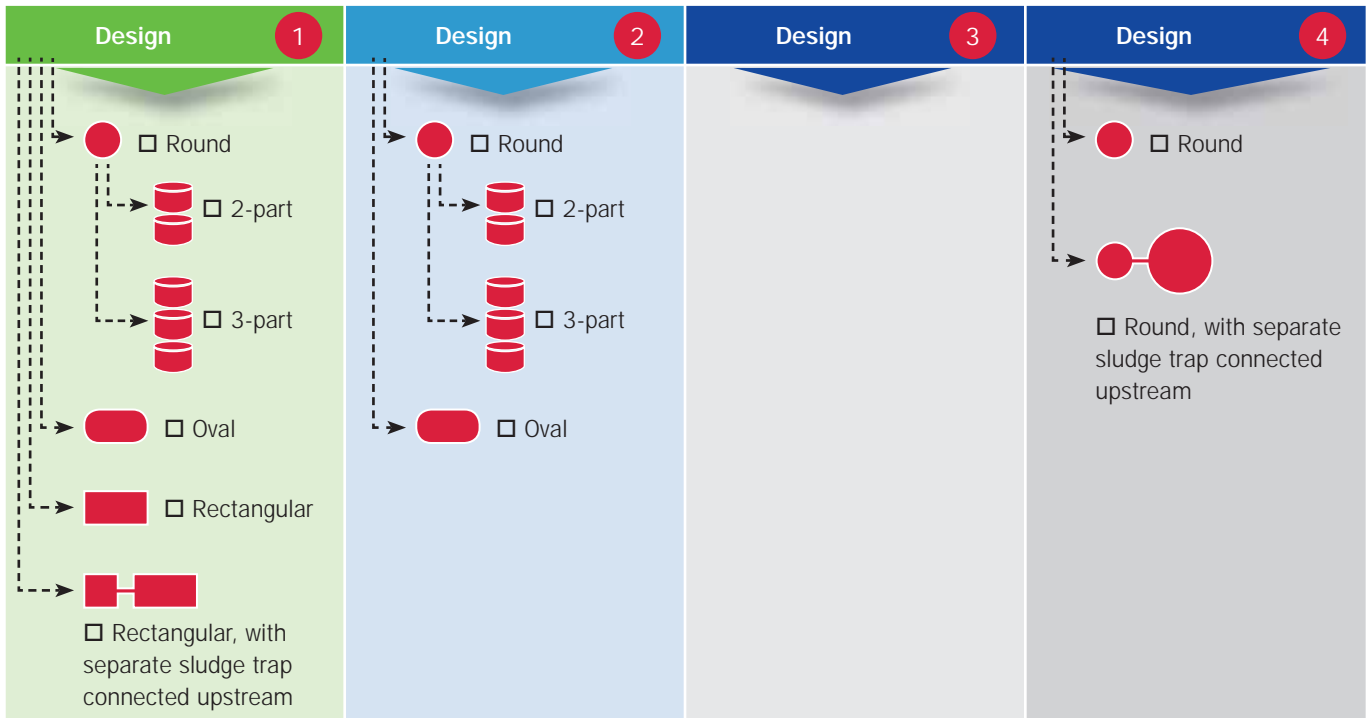 Design 1
☐ Round
☐ 2-part
☐ 3-part
☐ Oval
☐ Rectangular
☐ Rectangular, with
separate sludge trap
connected upstream
Design 2
☐ Round
☐ 2-part
☐ 3-part
☐ Oval
Design 3
Design 4
☐ Round
☐ Round, with separate
sludge trap connected
upstream